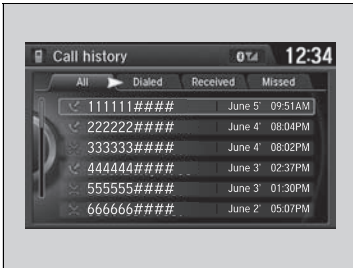 Call history 12:34
All Dialed Received Missed
111111#### June 5' 09:51AM
222222#### June 4' 08:04PM
333333#### June 4' 08:02PM
444444#### June 3' 02:37PM
555555#### June 3' 01:30PM
666666#### June 2' 05:07PM